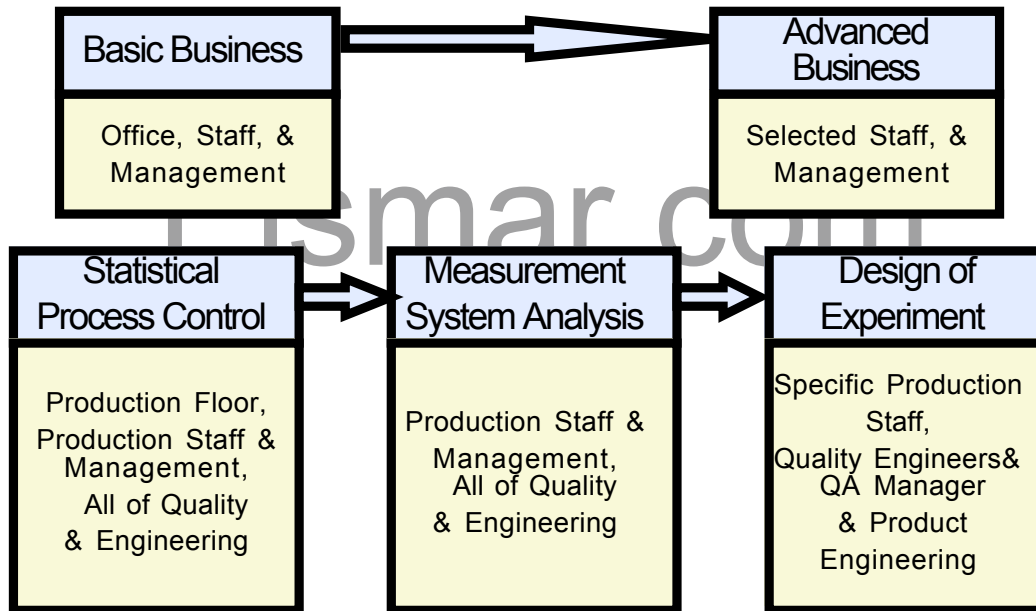 Basic Business
Office, Staff, &
Management
Advanced
Business
Selected Staff, &
Management
Statistical
Process Control
Production Floor,
Production Staff &
Management,
All of Quality
& Engineering
Measurement
System Analysis
Production Staff &
Management,
All of Quality
& Engineering
Design of
Experiment
Specific Production
Staff,
Quality Engineers&
QA Manager
& Product
Engineering